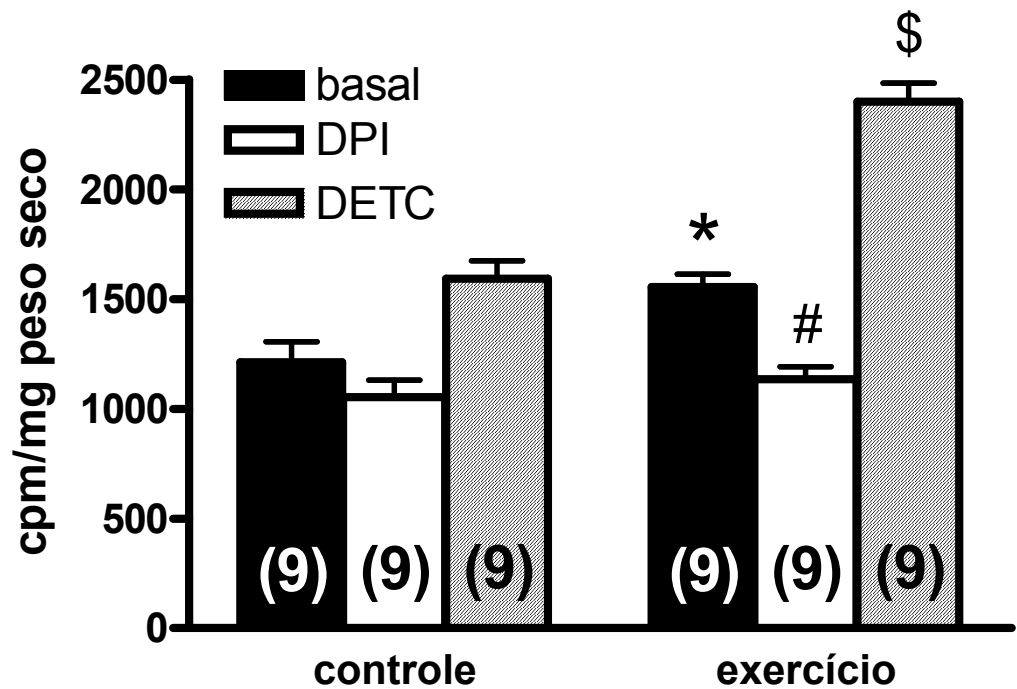 $
2500
basal
DPI
2000
DETC
*
1500
#
1000
500
(9) (9) (9) (9) (9) (9)
0
controle exercício
cpm/mg peso seco